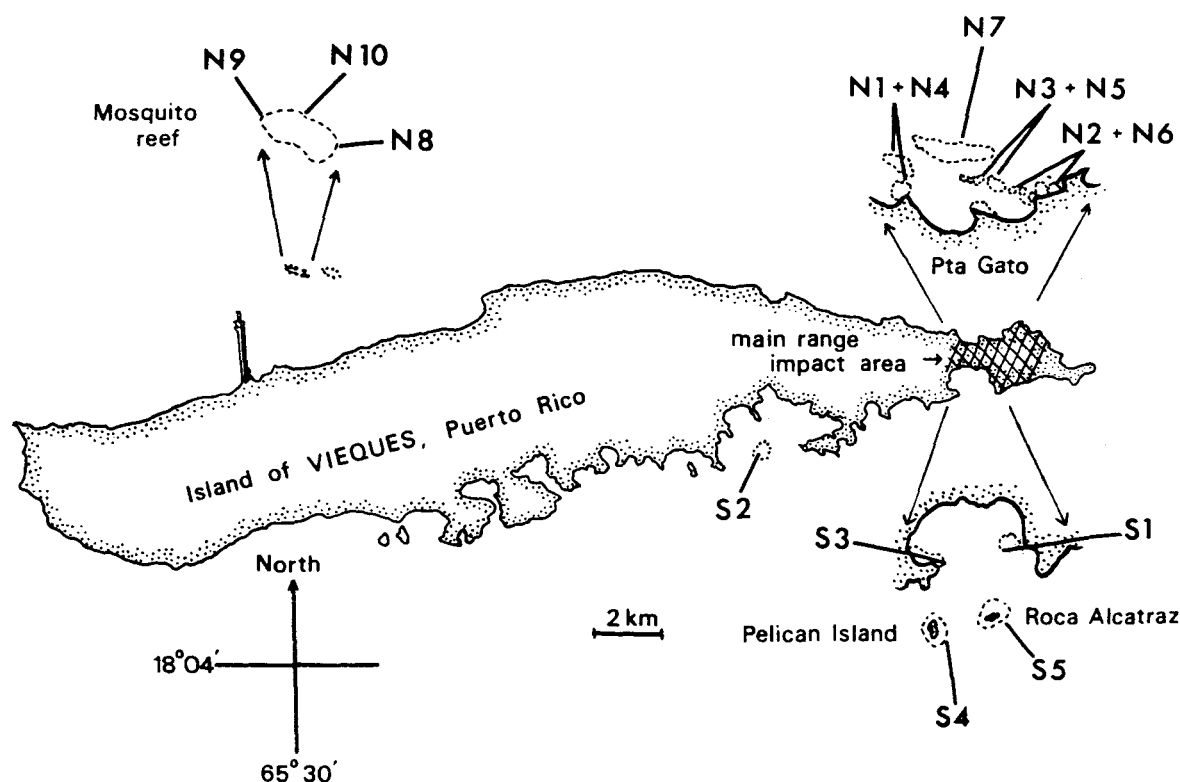 N7
N9
N10
N1 + N4
N3 + N5
Mosquito
reef
N8
N2 + N6
Pta Gato
main range
impact area
Island of VIEQUES, Puerto Rico
S2
S3
S1
North
2 km
Pelican Island
Roca Alcatraz
18°04′
S5
S4
65°30′